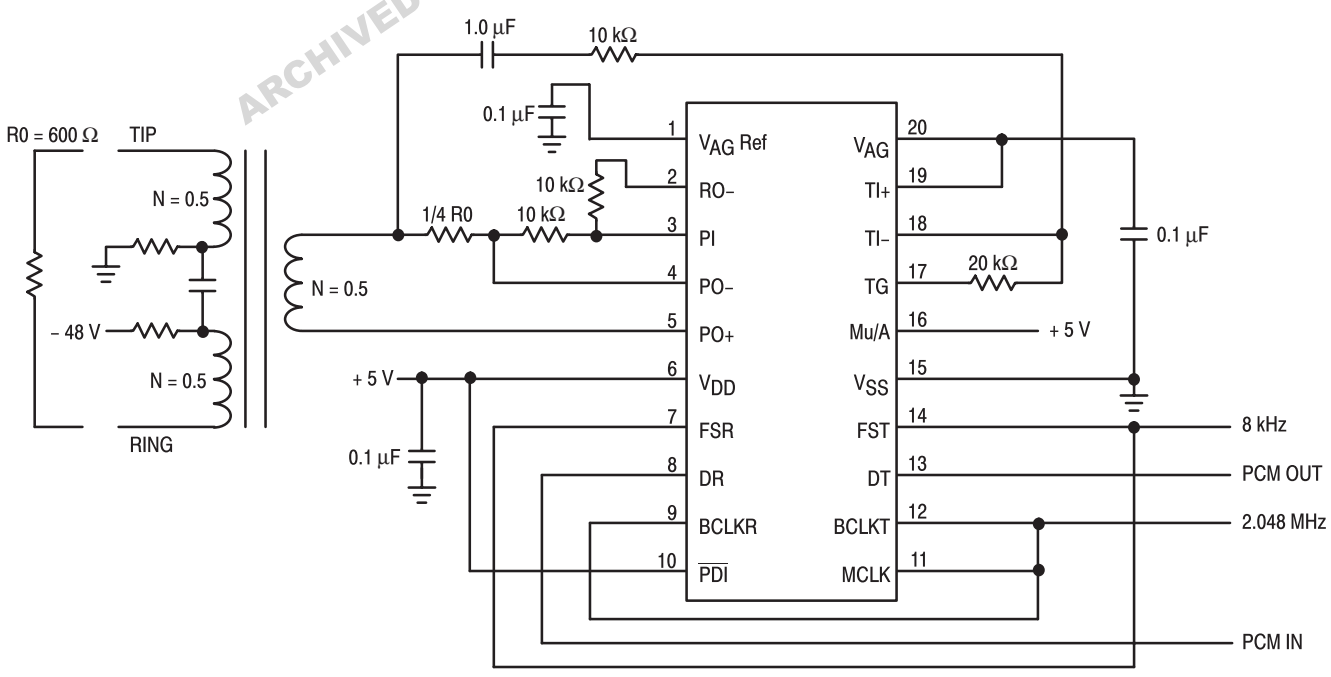 ARCHIVED
1.0 μF
10 kΩ
0.1 μF
R0 = 600 Ω
TIP
N = 0.5
– 48 V
N = 0.5
RING
N = 0.5
1/4 R0
10 kΩ
10 kΩ
+ 5 V
0.1 μF
1 VAG Ref
2 RO–
3 PI
4 PO–
5 PO+
6 VDD
7 FSR
8 DR
9 BCLKR
10 PDI
VAG 20
TI+ 19
TI– 18
TG 17
Mu/A 16
VSS 15
FST 14
DT 13
BCLKT 12
MCLK 11
20 kΩ
0.1 μF
+ 5 V
8 kHz
PCM OUT
2.048 MHz
PCM IN